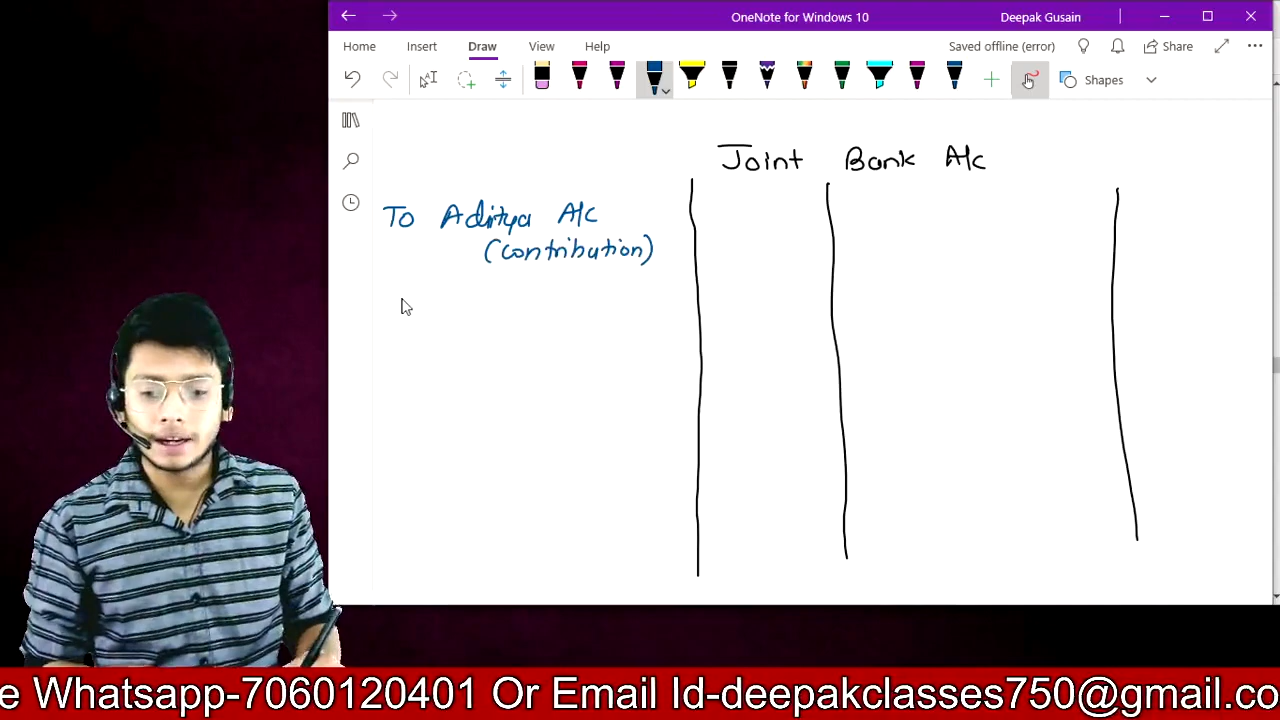 OneNote for Windows 10
Deepak Gusain
Home Insert Draw View Help
Saved offline (error)
Share
Shapes
Joint Bank A/c
To Aditya A/c
(Contribution)
e Whatsapp-7060120401 Or Email Id-deepakclasses750@gmail.co